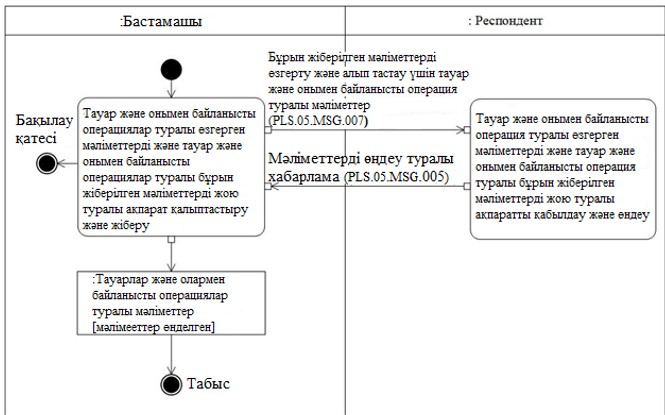 :Бастамашы
: Респондент
Бұрын жіберілген мәліметтерді
өзгерту және алып тастау үшін тауар
және онымен байланысты операция
туралы мәліметтер
(PLS.05.MSG.007)
Бақылау
қатесі
Тауар және онымен байланысты
операциялар туралы өзгерген
мәліметтерді және тауар және
онымен байланысты
операциялар туралы бұрын
жіберілген мәліметтерді жою
туралы ақпарат қалыптастыру
және жіберу
Мәліметтерді өңдеу туралы
хабарлама (PLS.05.MSG.005)
Тауар және онымен байланысты
операция туралы өзгерген
мәліметтерді және тауар және
онымен байланысты операция
туралы бұрын жіберілген
мәліметтерді жою туралы
ақпаратты қабылдау және өңдеу
:Тауарлар және олармен
байланысты операциялар
туралы мәліметтер
[мәлімееттер өңделген]
Табыс